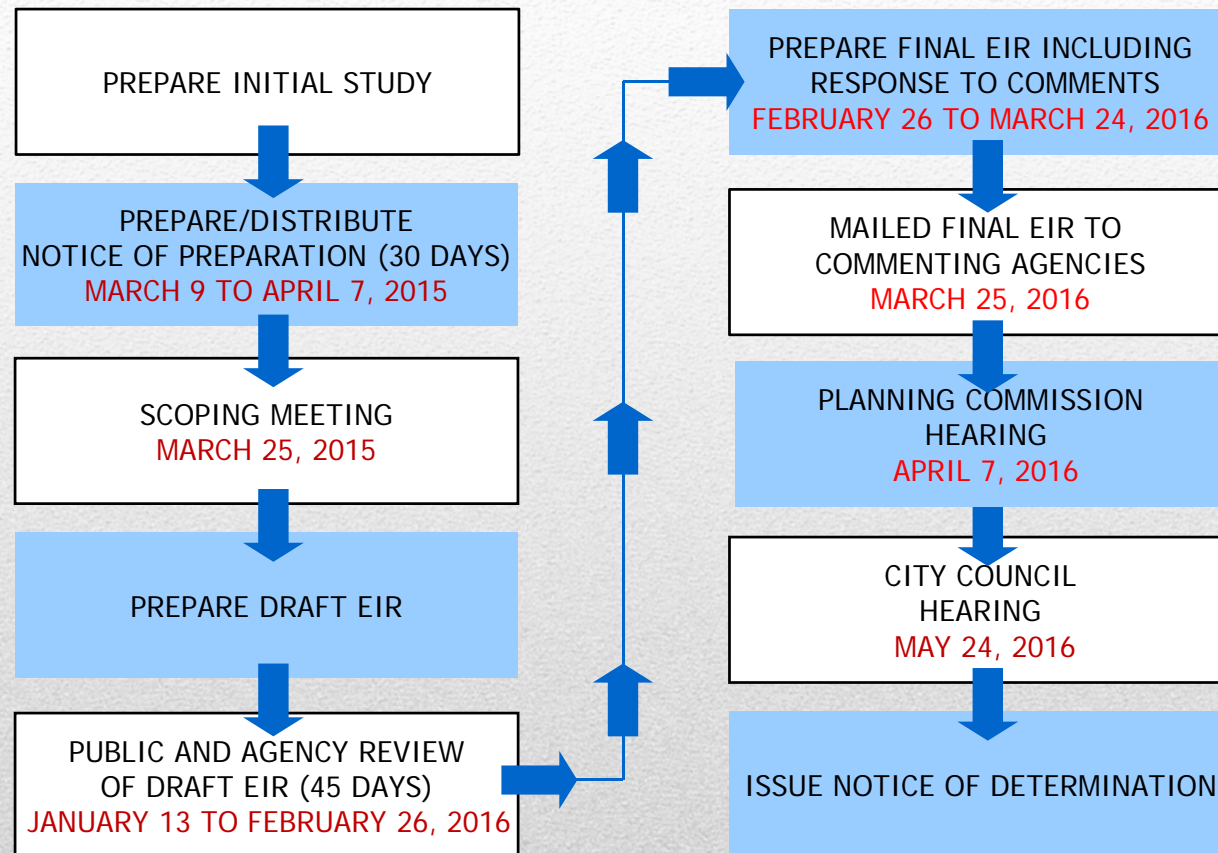 PREPARE INITIAL STUDY
PREPARE/DISTRIBUTE
NOTICE OF PREPARATION (30 DAYS)
MARCH 9 TO APRIL 7, 2015
SCOPING MEETING
MARCH 25, 2015
PREPARE DRAFT EIR
PUBLIC AND AGENCY REVIEW
OF DRAFT EIR (45 DAYS)
JANUARY 13 TO FEBRUARY 26, 2016
PREPARE FINAL EIR INCLUDING
RESPONSE TO COMMENTS
FEBRUARY 26 TO MARCH 24, 2016
MAILED FINAL EIR TO
COMMENTING AGENCIES
MARCH 25, 2016
PLANNING COMMISSION
HEARING
APRIL 7, 2016
CITY COUNCIL
HEARING
MAY 24, 2016
ISSUE NOTICE OF DETERMINATION